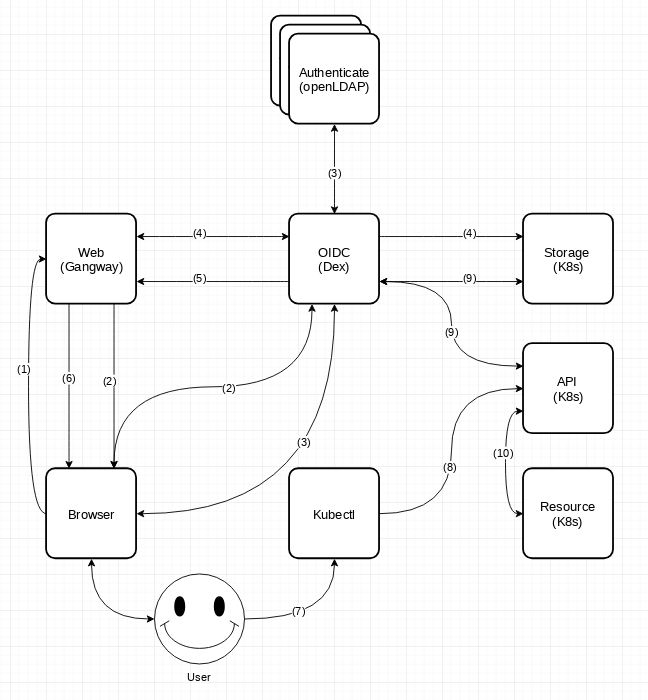 Authenticate
(openLDAP)
(3)
Web
(Gangway)
(4)
OIDC
(Dex)
(4)
Storage
(K8s)
(5)
(9)
(9)
(1)
(6)
(2)
(2)
API
(K8s)
(3)
(8)
(10)
Browser
Kubectl
Resource
(K8s)
(7)
User